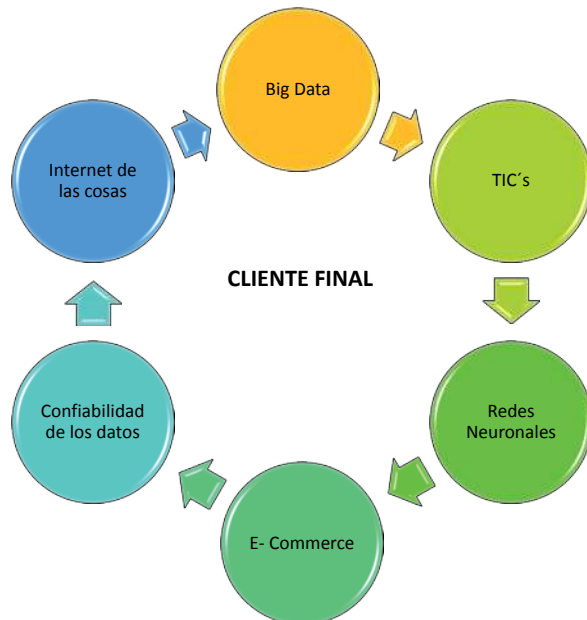 Big Data
TIC´s
Redes
Neuronales
E- Commerce
Confiabilidad
de los datos
Internet de
las cosas
CLIENTE FINAL